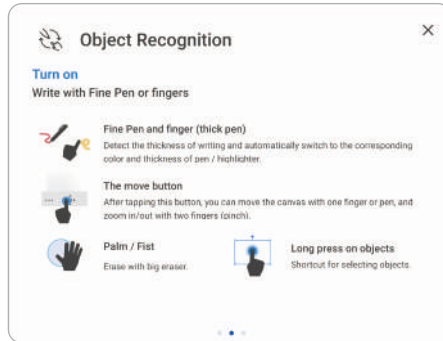 Object Recognition
Turn on
Write with Fine Pen or fingers
Fine Pen and finger (thick pen)
Detect the thickness of writing and automatically switch to the corresponding
color and thickness of pen / highlighter.
The move button
After tapping this button, you can move the canvas with one finger or pen, and
zoom in/out with two fingers (pinch).
Palm / Fist
Erase with big eraser.
Long press on objects
Shortcut for selecting objects.